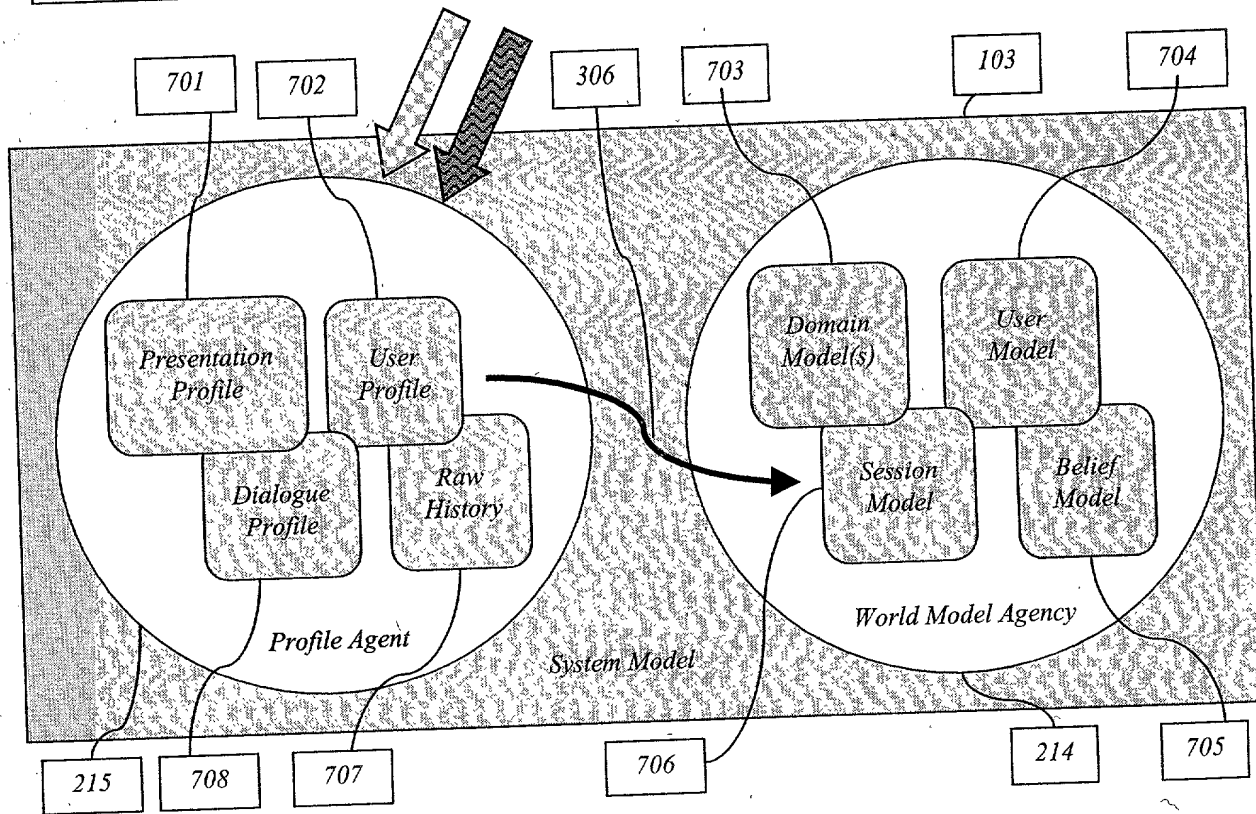 701
702
306
703
103
704
Presentation
Profile
User
Profile
Domain
Model(s)
User
Model
Dialogue
Profile
Raw
History
Session
Model
Belief
Model
Profile Agent
System Model
World Model Agency
215
708
707
706
214
705